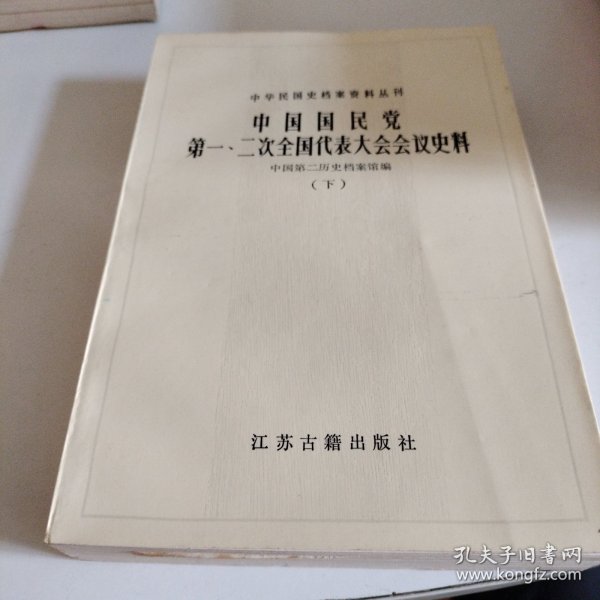 中华民国史档案资料丛刊
中国国民党
第一、二次全国代表大会会议史料
中国第二历史档案馆编
（下）
江苏古籍出版社
孔夫子旧书网
www.kongfz.com